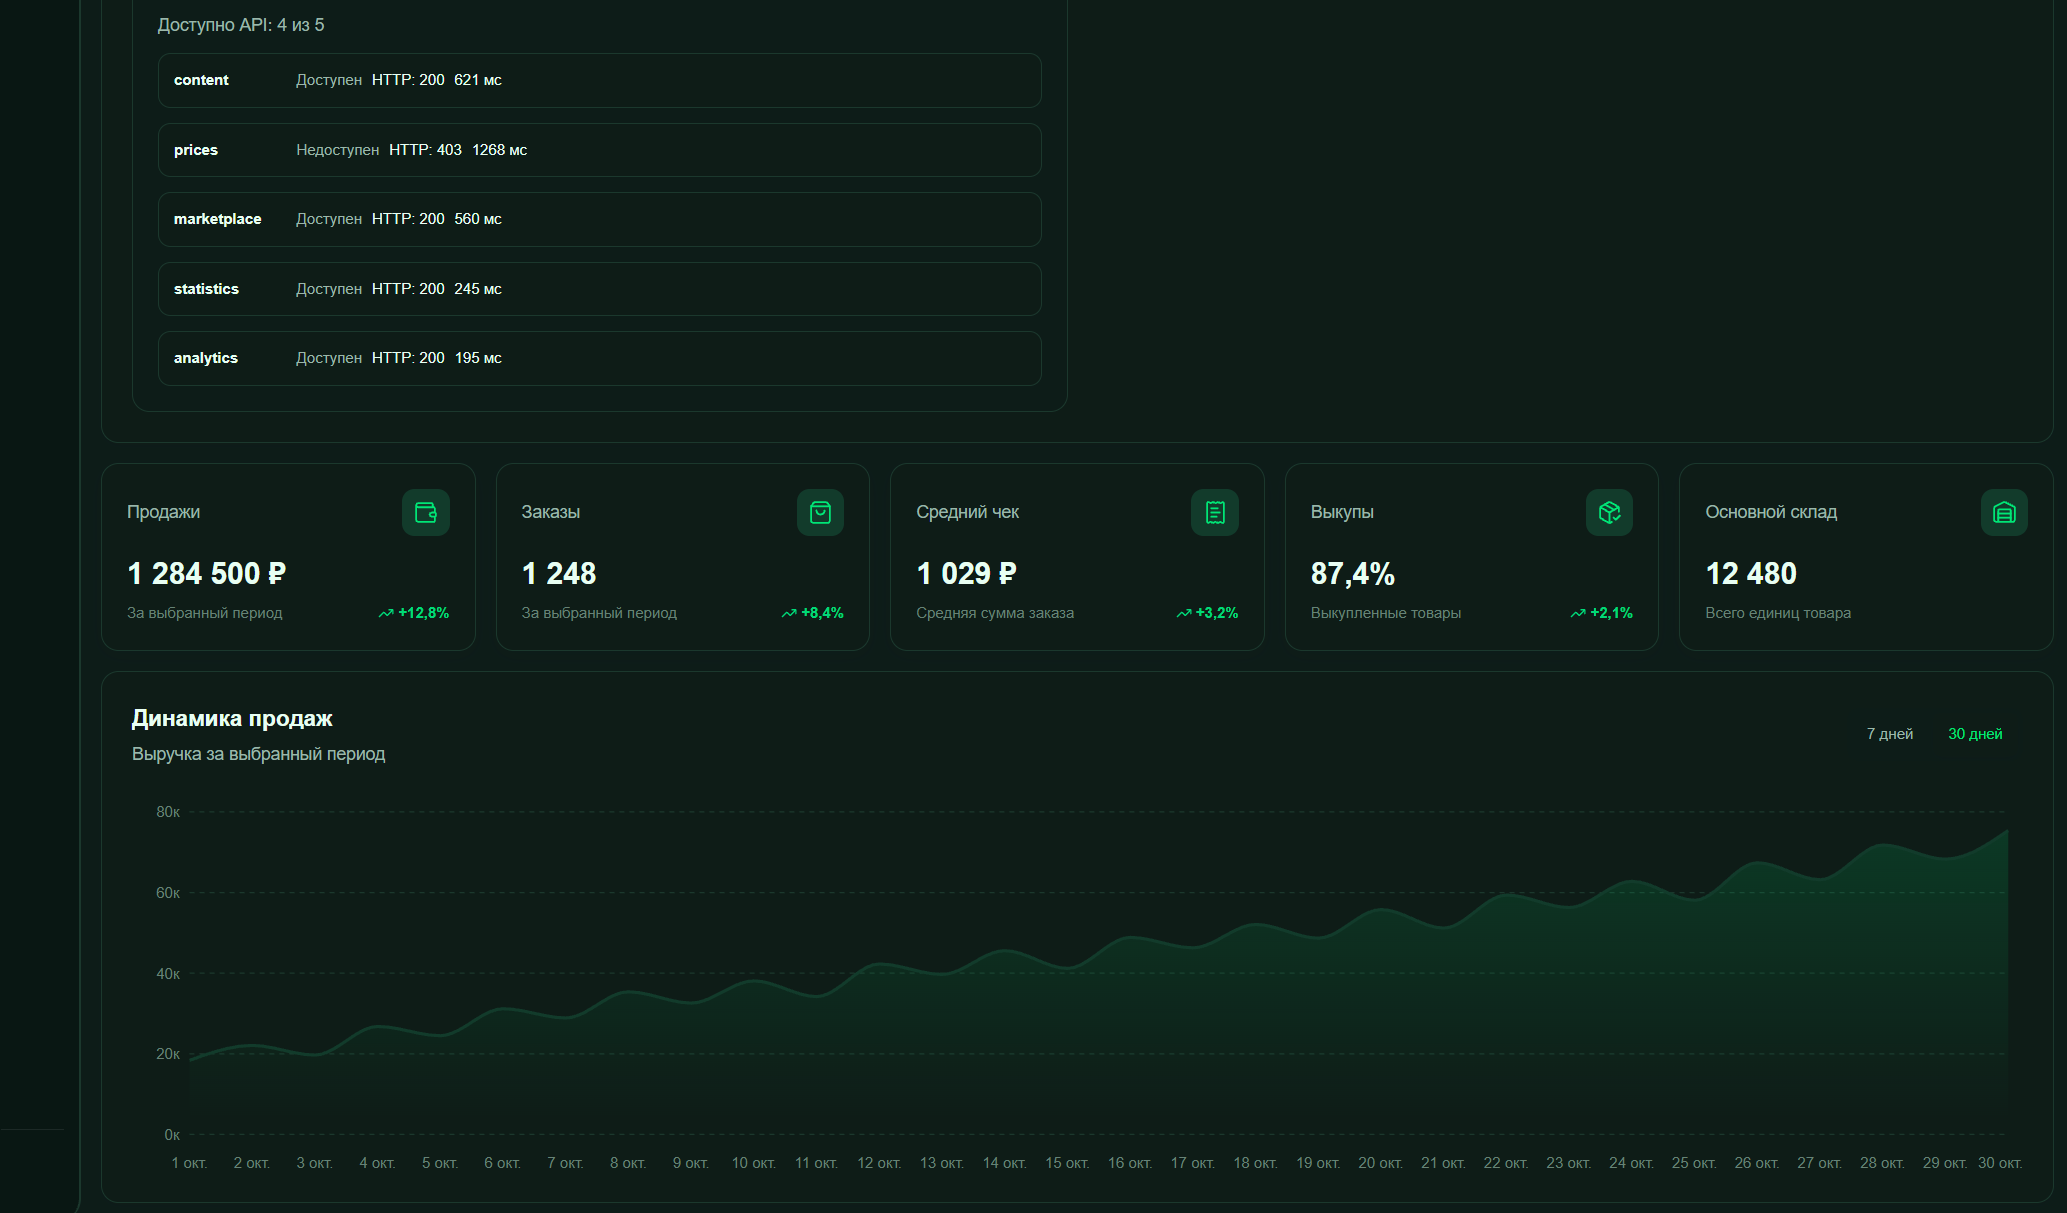 Доступно API: 4 из 5
content Доступен HTTP: 200 621 мс
prices Недоступен HTTP: 403 1268 мс
marketplace Доступен HTTP: 200 560 мс
statistics Доступен HTTP: 200 245 мс
analytics Доступен HTTP: 200 195 мс
Продажи
1 284 500 ₽
За выбранный период +12,8%
Заказы
1 248
За выбранный период +8,4%
Средний чек
1 029 ₽
Средняя сумма заказа +3,2%
Выкупы
87,4%
Выкупленные товары +2,1%
Основной склад
12 480
Всего единиц товара
Динамика продаж
Выручка за выбранный период
7 дней 30 дней
80к
60к
40к
20к
0к
1 окт. 2 окт. 3 окт. 4 окт. 5 окт. 6 окт. 7 окт. 8 окт. 9 окт. 10 окт. 11 окт. 12 окт. 13 окт. 14 окт. 15 окт. 16 окт. 17 окт. 18 окт. 19 окт. 20 окт. 21 окт. 22 окт. 23 окт. 24 окт. 25 окт. 26 окт. 27 окт. 28 окт. 29 окт. 30 окт.